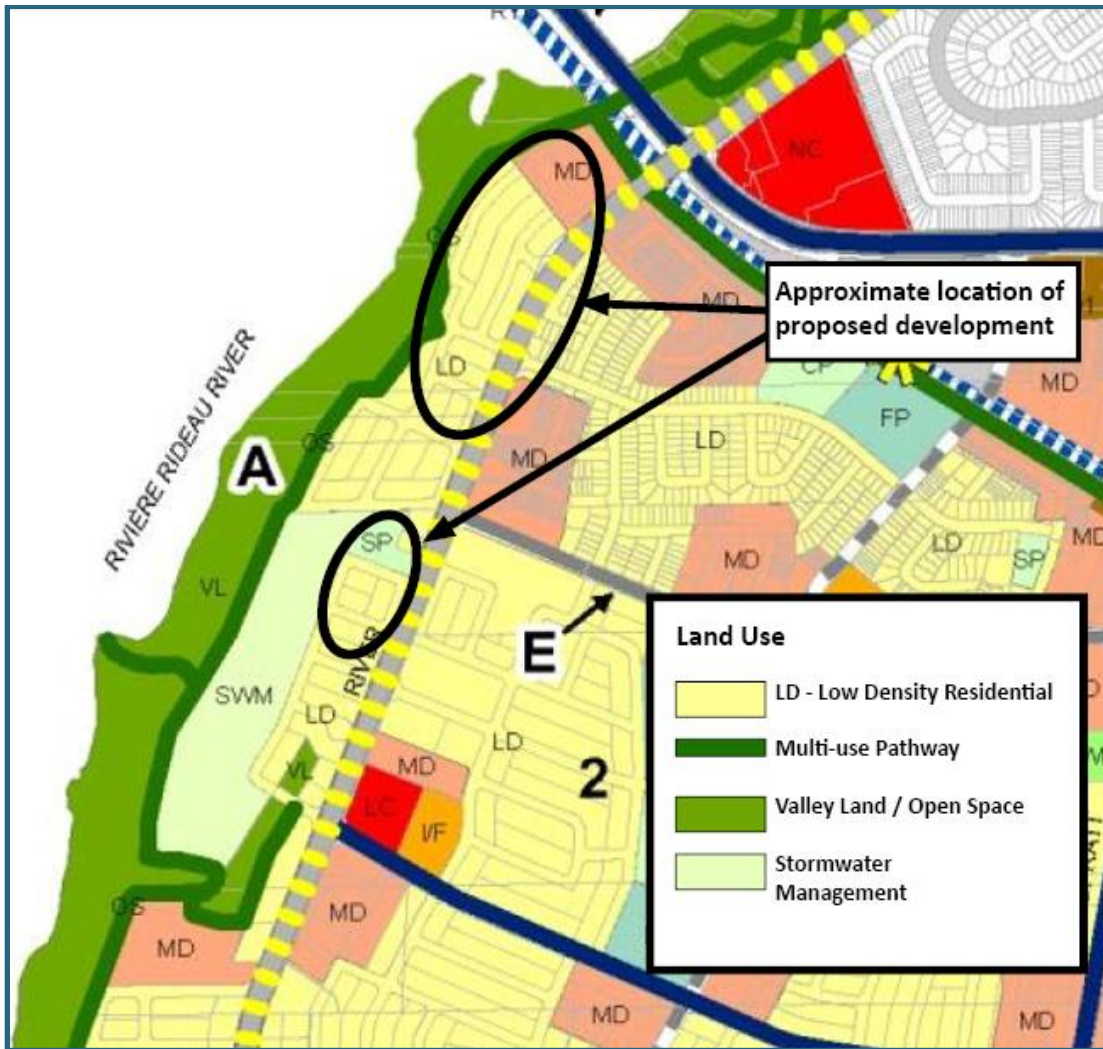 MD
NC
OS
MD
Approximate location of
proposed development
LD
CP
MD
FP
LD
MD
OS
A
RIVIÈRE RIDEAU RIVER
SP
MD
LD
SP
MD
VL
E
RIVER
SWM
LD
LD
VL
MD
2
LC
I/F
OS
MD
MD
MD
MD
Land Use
LD - Low Density Residential
Multi-use Pathway
Valley Land / Open Space
Stormwater
Management